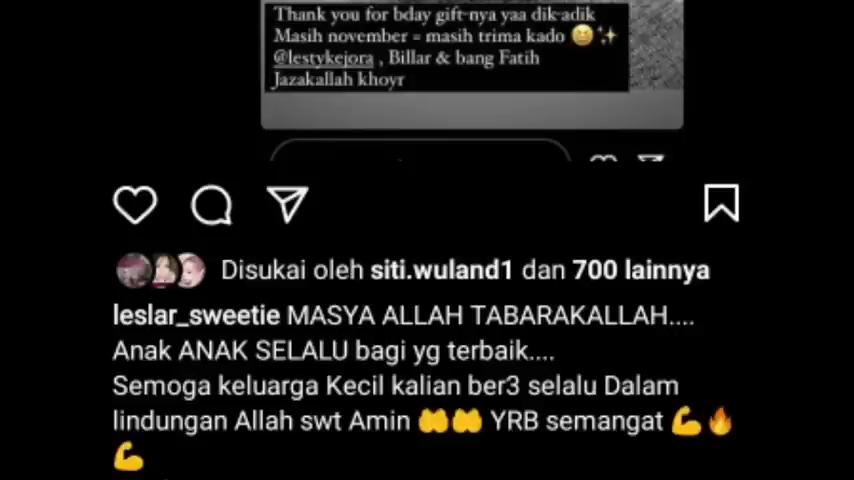 Thank you for bday gift-nya yaa dik-adik
Masih november = masih trima kado 😆✨
@lestykejora , Billar & bang Fatih
Jazakallah khoyr
Disukai oleh siti.wuland1 dan 700 lainnya
leslar_sweetie MASYA ALLAH TABARAKALLAH....
Anak ANAK SELALU bagi yg terbaik....
Semoga keluarga Kecil kalian ber3 selalu Dalam
lindungan Allah swt Amin 🤲🤲 YRB semangat 💪🔥
💪